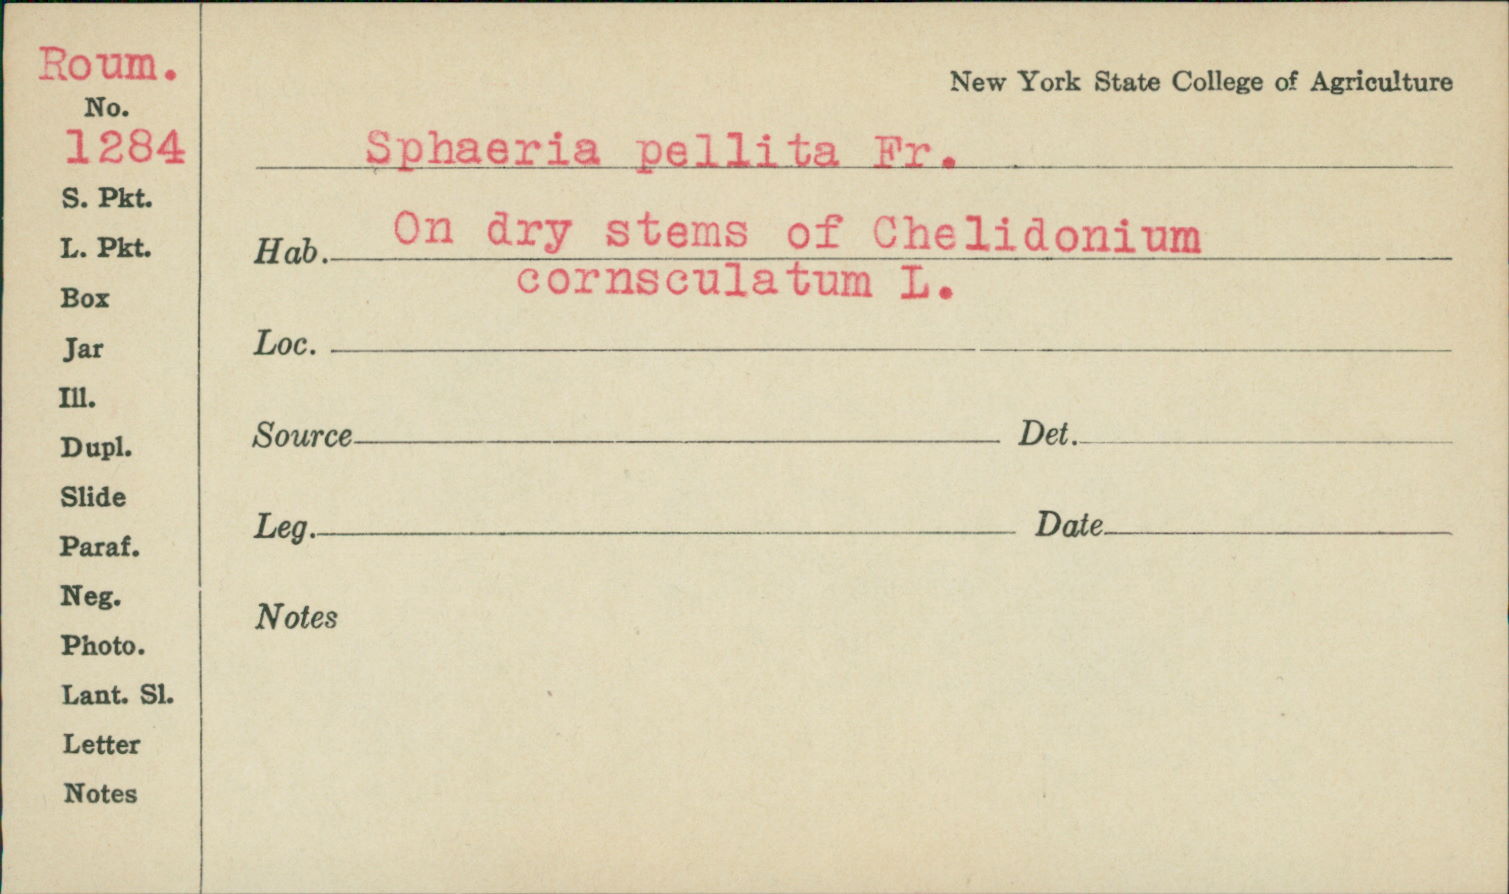 Roum.
No.
1284
S. Pkt.
L. Pkt.
Box
Jar
Ill.
Dupl.
Slide
Paraf.
Neg.
Photo.
Lant. Sl.
Letter
Notes
New York State College of Agriculture
Sphaeria pellita Fr.
Hab. On dry stems of Chelidonium
cornsculatum L.
Loc.
Source Det.
Leg. Date
Notes